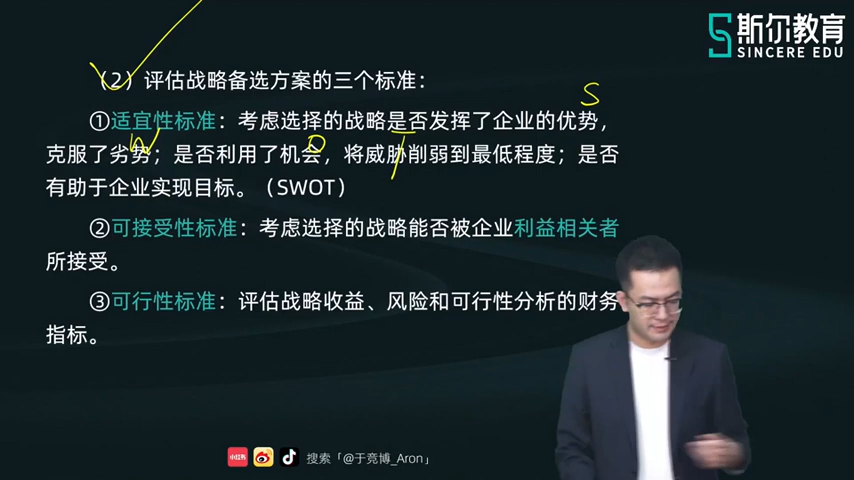 斯尔教育
SINCERE EDU
（2）评估战略备选方案的三个标准：
S
①适宜性标准：考虑选择的战略是否发挥了企业的优势，
W O T
克服了劣势；是否利用了机会，将威胁削弱到最低程度；是否
有助于企业实现目标。（SWOT）
②可接受性标准：考虑选择的战略能否被企业利益相关者
所接受。
③可行性标准：评估战略收益、风险和可行性分析的财务
指标。
小红书 搜索「@于竞博_Aron」